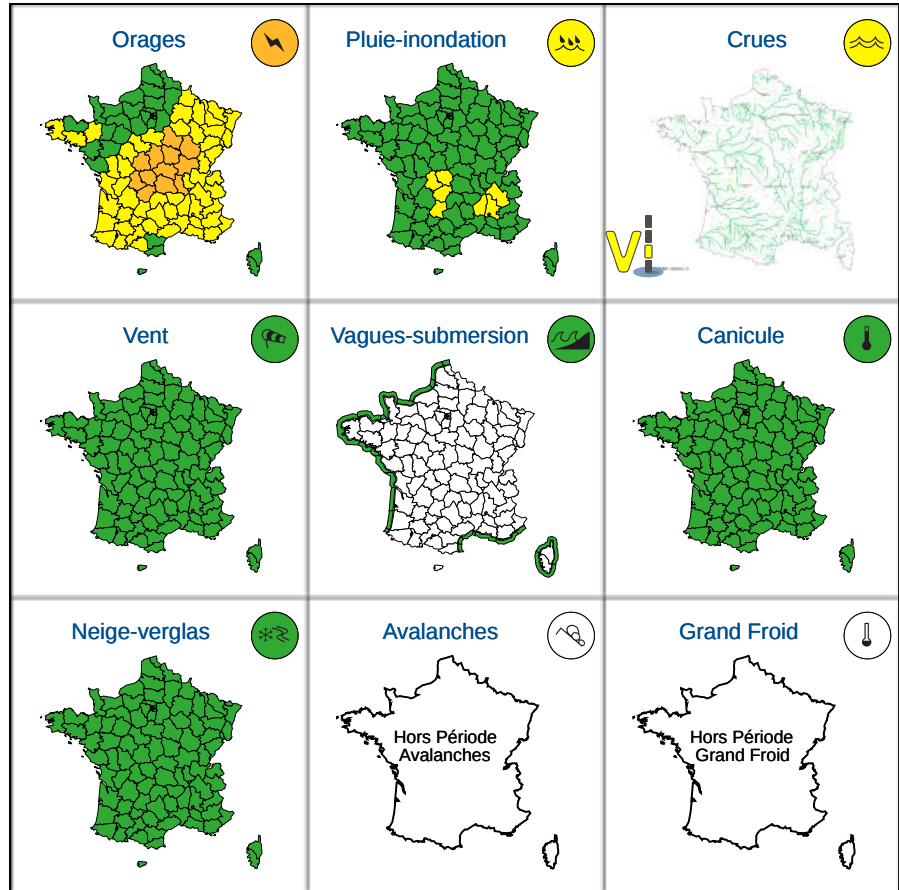 Orages
Pluie-inondation
Crues
Vi
Vent
Vagues-submersion
Canicule
Neige-verglas
Avalanches
Hors Période
Avalanches
Grand Froid
Hors Période
Grand Froid